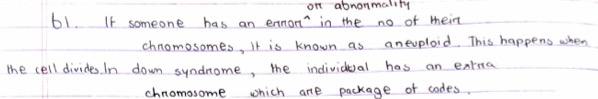 or abnormality
b1. If someone has an error^ in the no of their
chromosomes, It is known as aneuploid. This happens when
the cell divides. In down syndrome, the individual has an extra
chromosome which are package of codes.